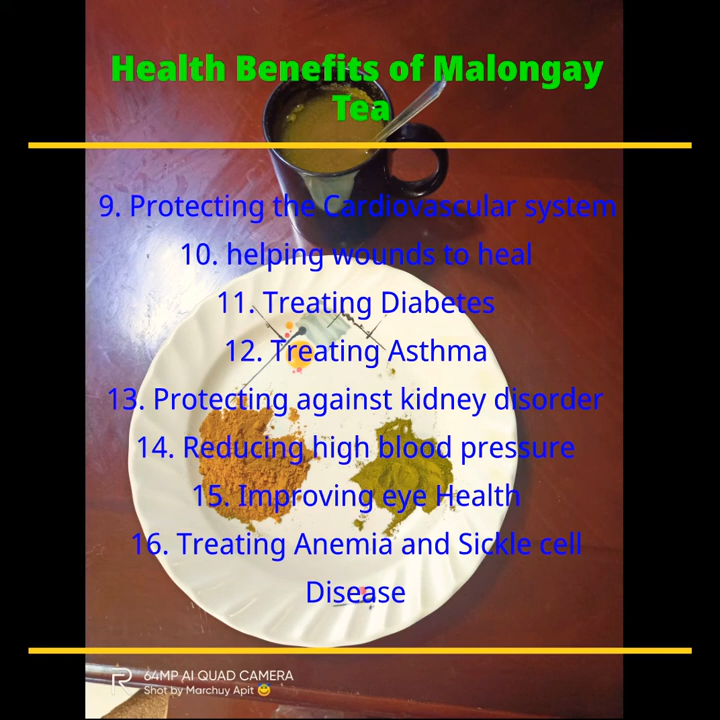 Health Benefits of Malongay
Tea
9. Protecting the Cardiovascular system
10. helping wounds to heal
11. Treating Diabetes
12. Treating Asthma
13. Protecting against kidney disorder
14. Reducing high blood pressure
15. Improving eye Health
16. Treating Anemia and Sickle cell
Disease
64MP AI QUAD CAMERA
Shot by Marchuy Apit 😇